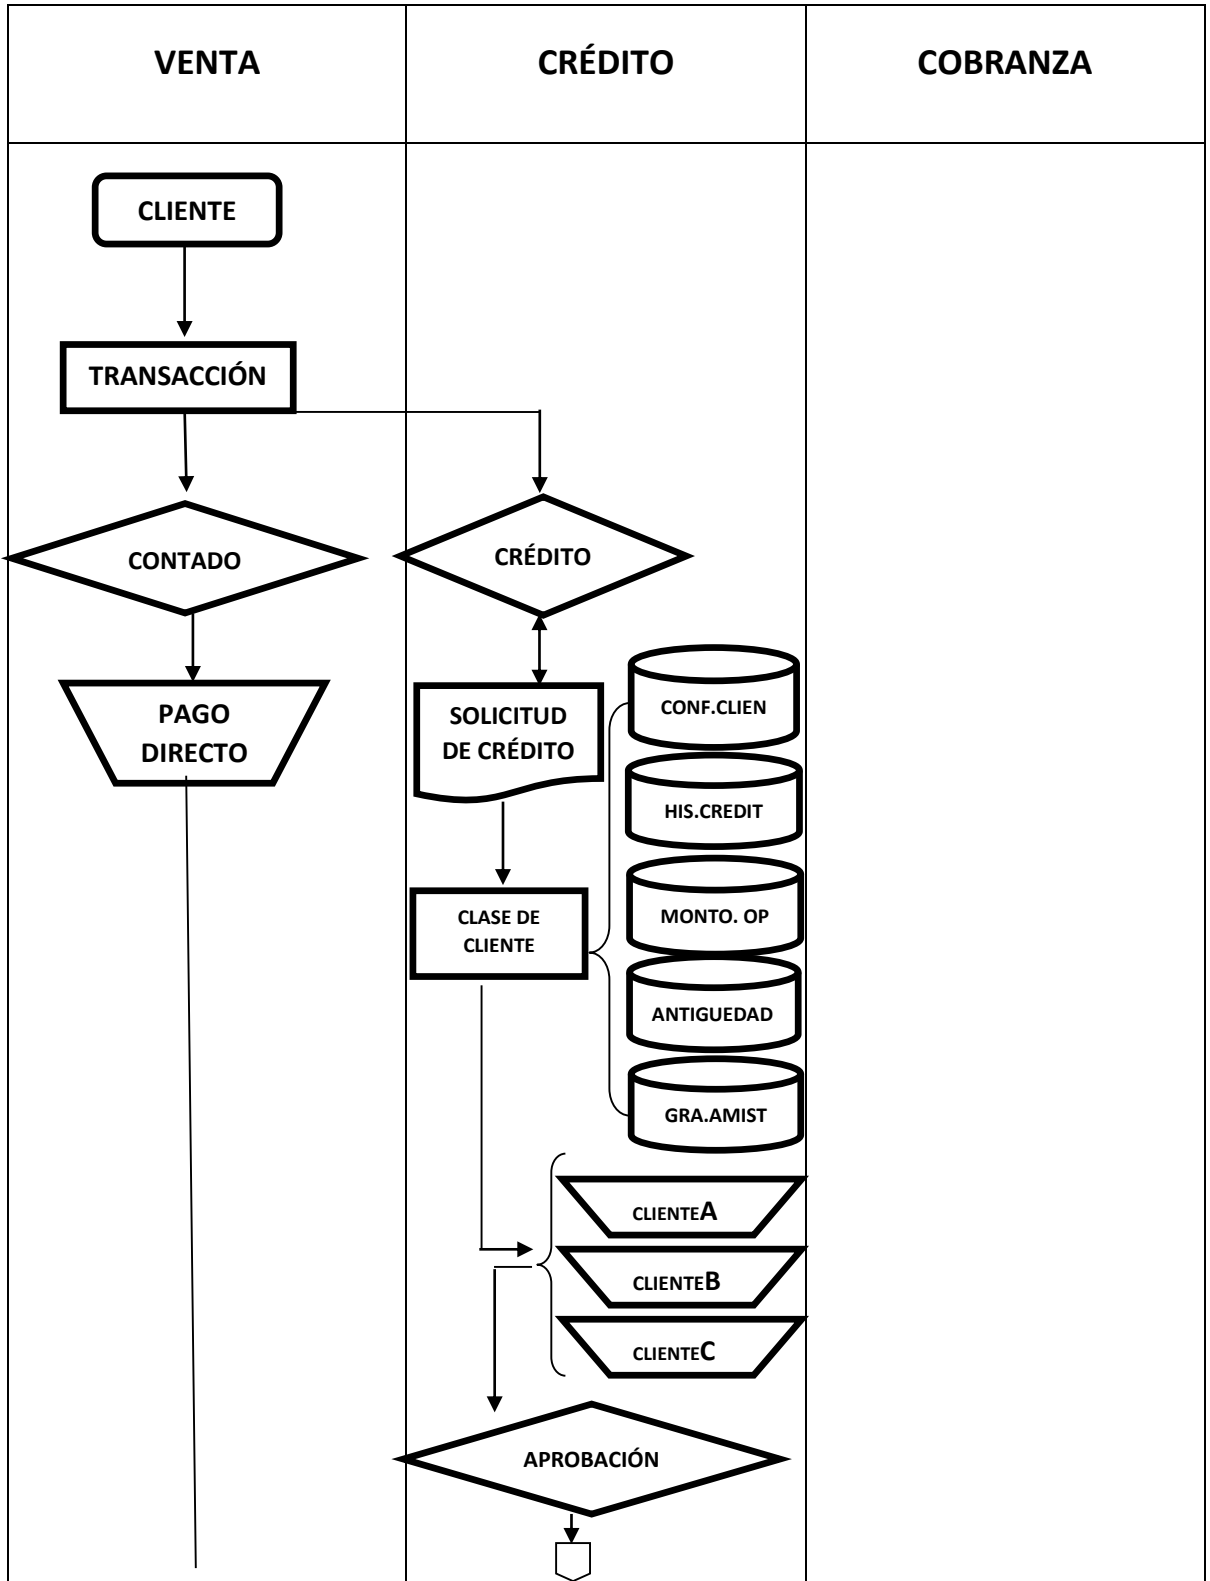 VENTA
CRÉDITO
COBRANZA
CLIENTE
TRANSACCIÓN
CONTADO
CRÉDITO
PAGO
DIRECTO
SOLICITUD
DE CRÉDITO
CONF.CLIEN
HIS.CREDIT
CLASE DE
CLIENTE
MONTO. OP
ANTIGUEDAD
GRA.AMIST
CLIENTEA
CLIENTEB
CLIENTEC
APROBACIÓN